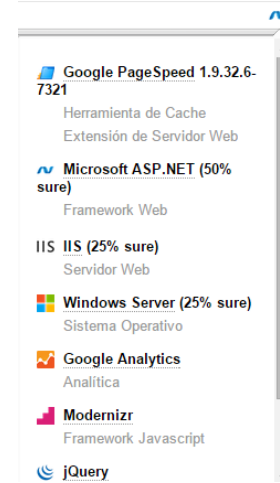 Google PageSpeed 1.9.32.6-
7321
Herramienta de Cache
Extensión de Servidor Web
Microsoft ASP.NET (50%
sure)
Framework Web
IIS IIS (25% sure)
Servidor Web
Windows Server (25% sure)
Sistema Operativo
Google Analytics
Analítica
Modernizr
Framework Javascript
jQuery